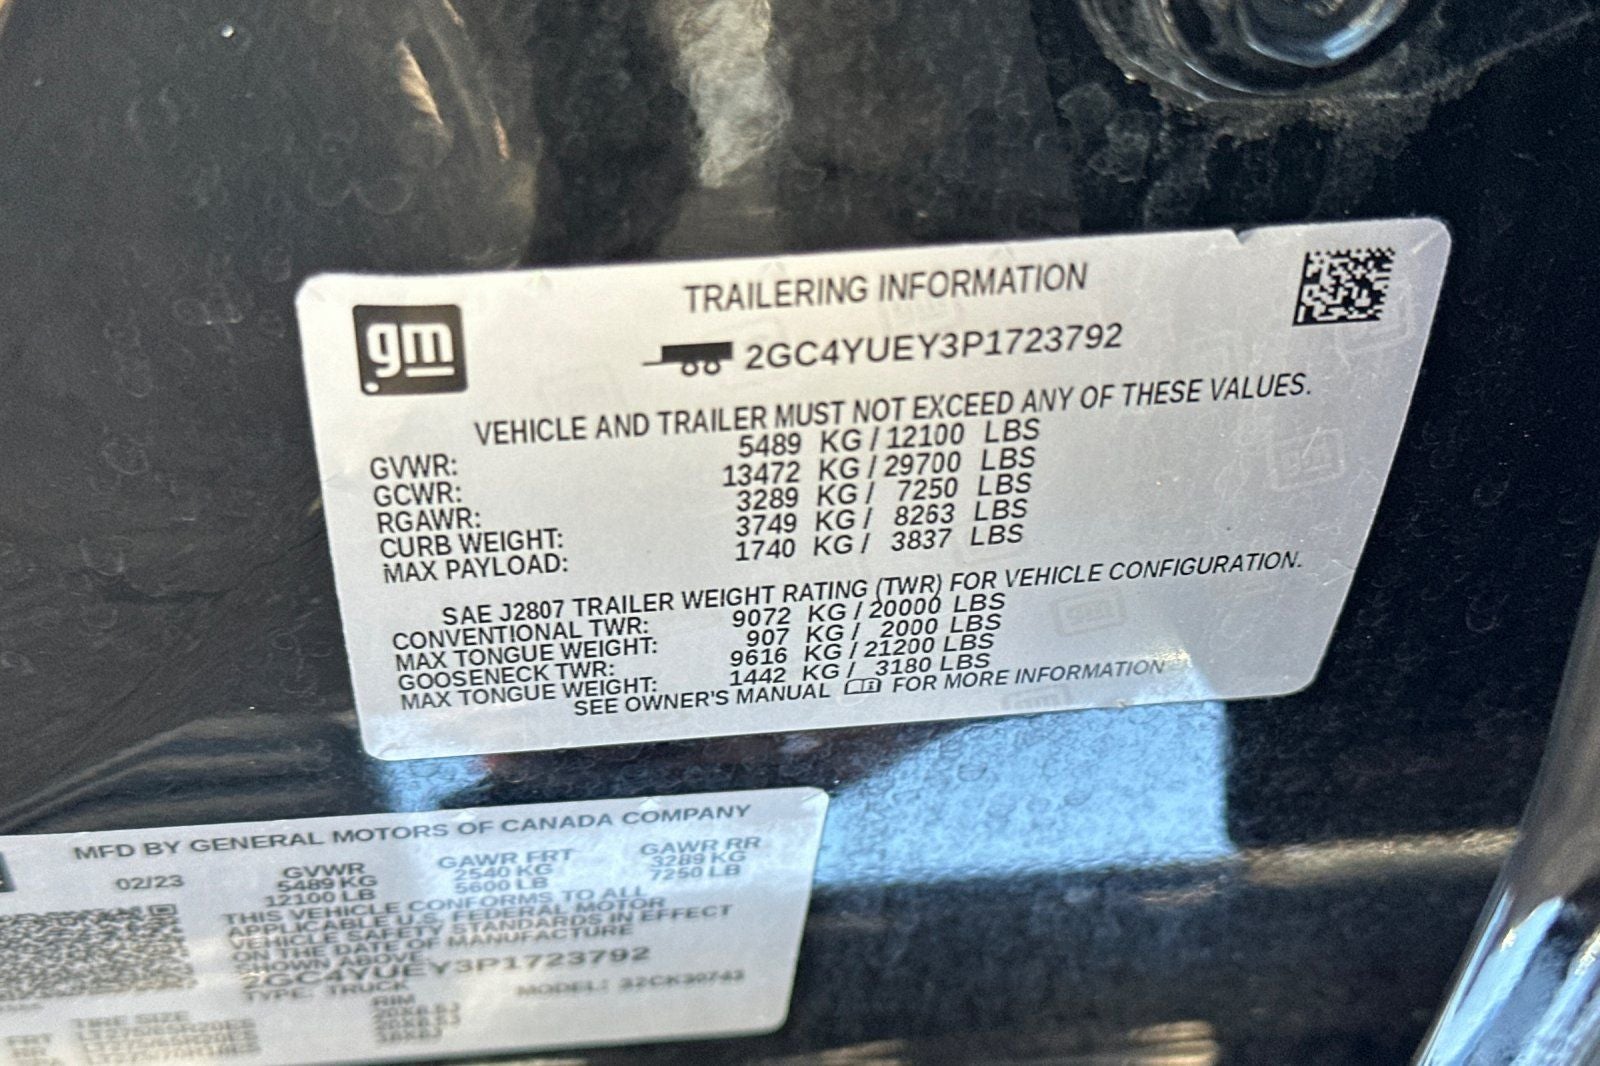 gm
TRAILERING INFORMATION
2GC4YUEY3P1723792
VEHICLE AND TRAILER MUST NOT EXCEED ANY OF THESE VALUES.
GVWR: 5489 KG / 12100 LBS
GCWR: 13472 KG / 29700 LBS
RGAWR: 3289 KG / 7250 LBS
CURB WEIGHT: 3749 KG / 8263 LBS
MAX PAYLOAD: 1740 KG / 3837 LBS
SAE J2807 TRAILER WEIGHT RATING (TWR) FOR VEHICLE CONFIGURATION.
CONVENTIONAL TWR: 9072 KG / 20000 LBS
MAX TONGUE WEIGHT: 907 KG / 2000 LBS
GOOSENECK TWR: 9616 KG / 21200 LBS
MAX TONGUE WEIGHT: 1442 KG / 3180 LBS
SEE OWNER'S MANUAL FOR MORE INFORMATION
MFD BY GENERAL MOTORS OF CANADA COMPANY
02/23 GVWR GAWR FRT GAWR RR
5489 KG 2540 KG 3289 KG
12100 LB 5600 LB 7250 LB
THIS VEHICLE CONFORMS TO ALL
APPLICABLE U.S. FEDERAL MOTOR
VEHICLE SAFETY STANDARDS IN EFFECT
ON THE DATE OF MANUFACTURE
SHOWN ABOVE.
2GC4YUEY3P1723792
TYPE: TRUCK MODEL:
TIRE SIZE RIM
FRT